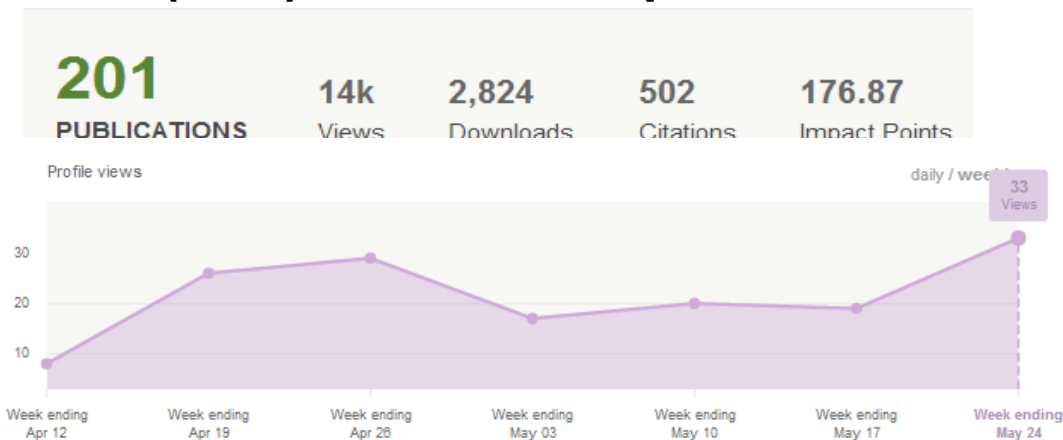 201
PUBLICATIONS
14k
Views
2,824
Downloads
502
Citations
176.87
Impact Points
Profile views
daily /
33
Views
30
20
10
Week ending
Apr 12
Week ending
Apr 19
Week ending
Apr 26
Week ending
May 03
Week ending
May 10
Week ending
May 17
Week ending
May 24